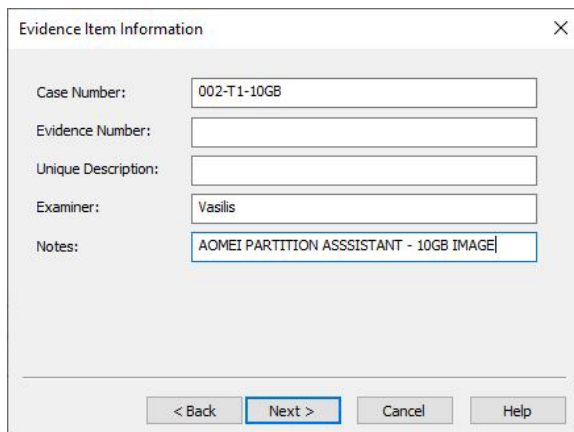 Evidence Item Information
Case Number: 002-T1-10GB
Evidence Number:
Unique Description:
Examiner: Vasilis
Notes: AOMEI PARTITION ASSSISTANT - 10GB IMAGE
< Back Next > Cancel Help